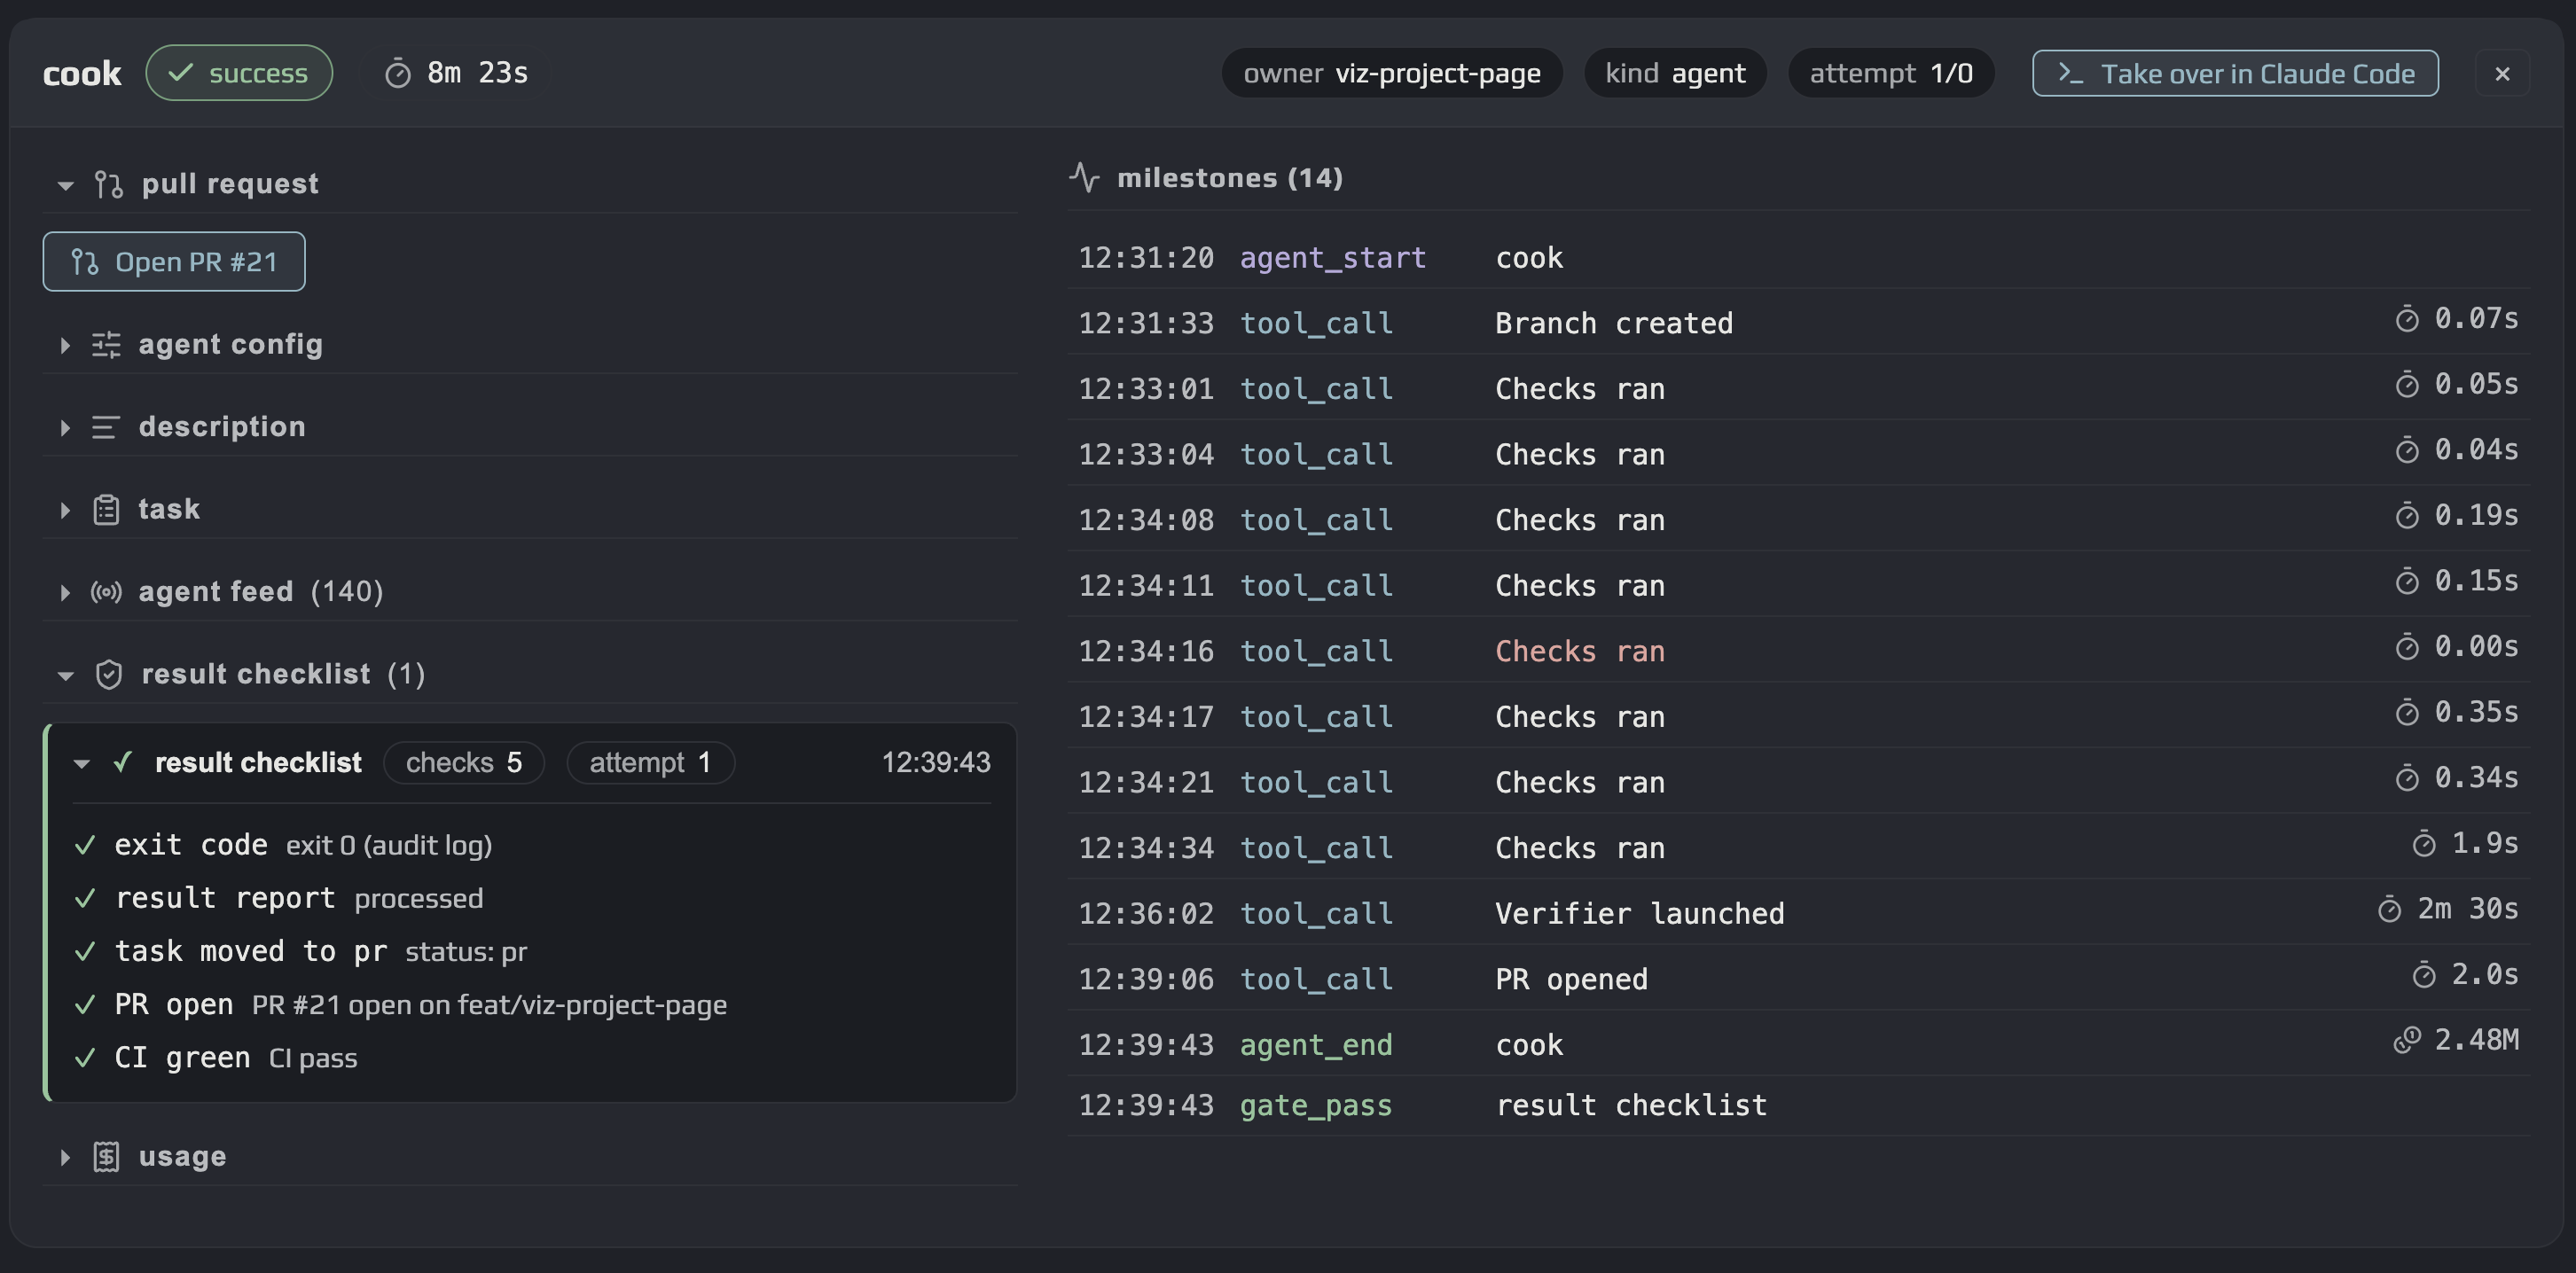 cook success 8m 23s owner viz-project-page kind agent attempt 1/0 >_ Take over in Claude Code ×
pull request
Open PR #21
agent config
description
task
agent feed (140)
result checklist (1)
result checklist checks 5 attempt 1 12:39:43
exit code exit 0 (audit log)
result report processed
task moved to pr status: pr
PR open PR #21 open on feat/viz-project-page
CI green CI pass
usage
milestones (14)
12:31:20 agent_start cook
12:31:33 tool_call Branch created 0.07s
12:33:01 tool_call Checks ran 0.05s
12:33:04 tool_call Checks ran 0.04s
12:34:08 tool_call Checks ran 0.19s
12:34:11 tool_call Checks ran 0.15s
12:34:16 tool_call Checks ran 0.00s
12:34:17 tool_call Checks ran 0.35s
12:34:21 tool_call Checks ran 0.34s
12:34:34 tool_call Checks ran 1.9s
12:36:02 tool_call Verifier launched 2m 30s
12:39:06 tool_call PR opened 2.0s
12:39:43 agent_end cook 2.48M
12:39:43 gate_pass result checklist